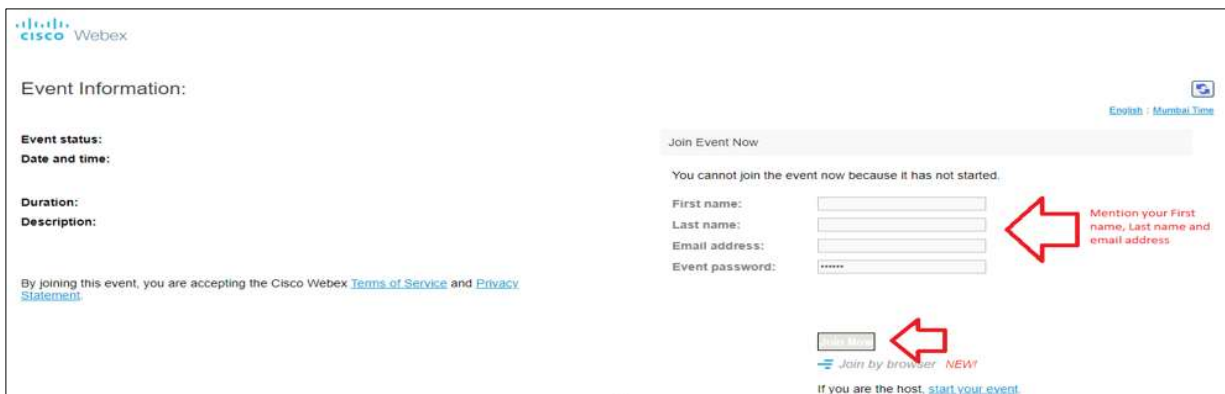 CISCO Webex
Event Information:
English : Mumbai Time
Event status:
Date and time:
Duration:
Description:
By joining this event, you are accepting the Cisco Webex Terms of Service and Privacy
Statement.
Join Event Now
You cannot join the event now because it has not started.
First name:
Last name:
Email address:
Event password:
Mention your First
name, Last name and
email address
Join Now
Join by browser NEW!
If you are the host, start your event.